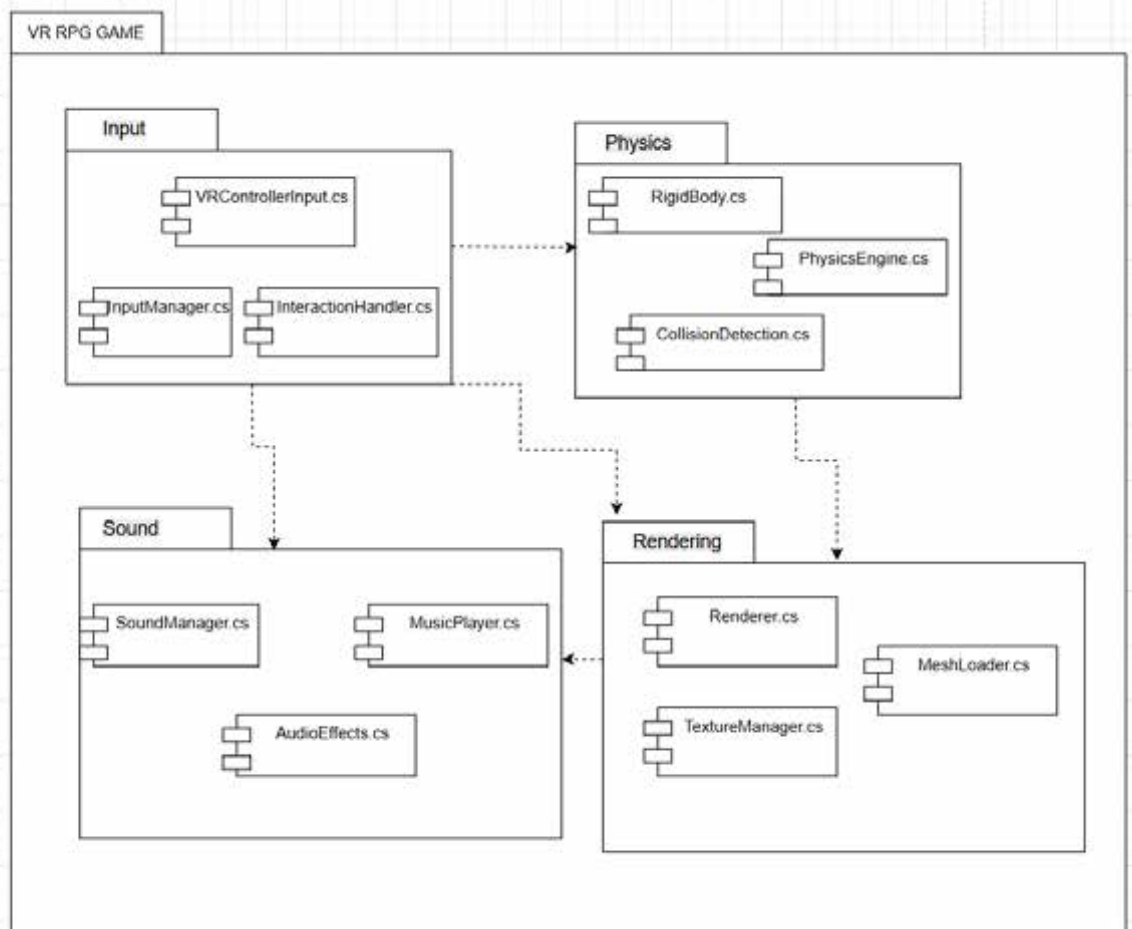 VR RPG GAME
Input
VRControllerInput.cs
InputManager.cs
InteractionHandler.cs
Physics
RigidBody.cs
PhysicsEngine.cs
CollisionDetection.cs
Sound
SoundManager.cs
MusicPlayer.cs
AudioEffects.cs
Rendering
Renderer.cs
MeshLoader.cs
TextureManager.cs